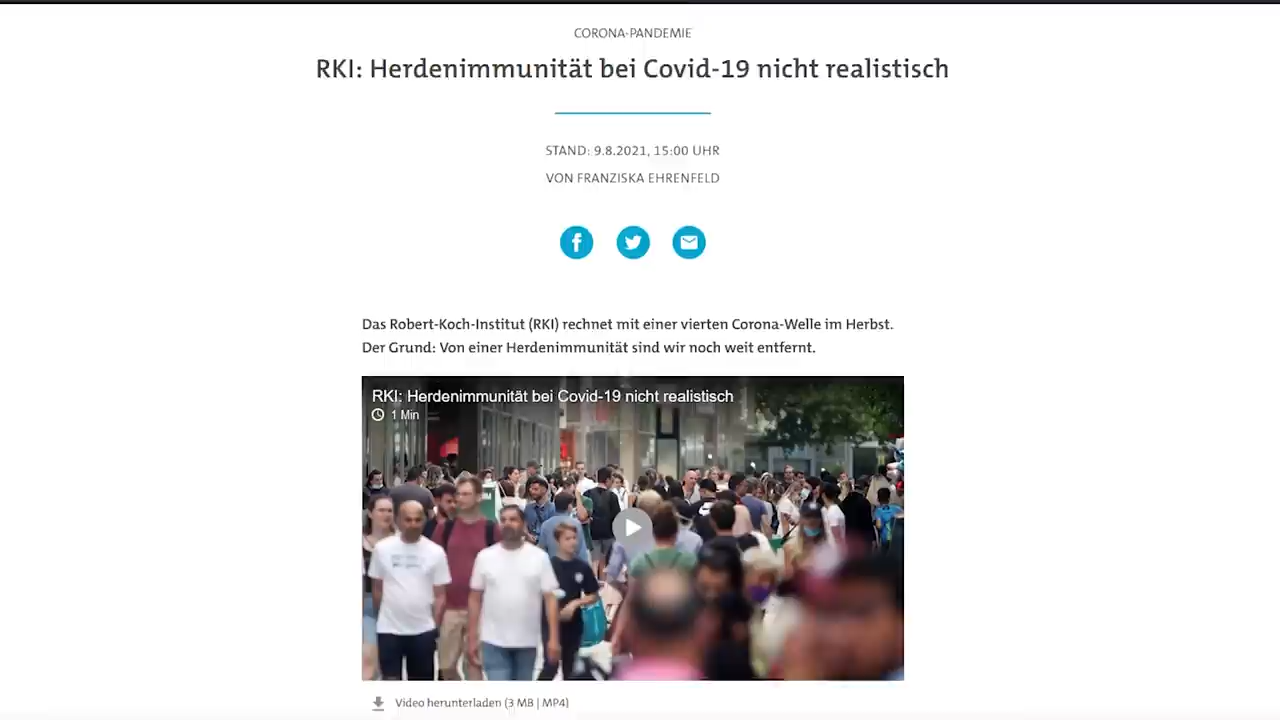 CORONA-PANDEMIE
RKI: Herdenimmunität bei Covid-19 nicht realistisch
STAND: 9.8.2021, 15:00 UHR
VON FRANZISKA EHRENFELD
Das Robert-Koch-Institut (RKI) rechnet mit einer vierten Corona-Welle im Herbst.
Der Grund: Von einer Herdenimmunität sind wir noch weit entfernt.
RKI: Herdenimmunität bei Covid-19 nicht realistisch
1 Min
Video herunterladen (3 MB | MP4)